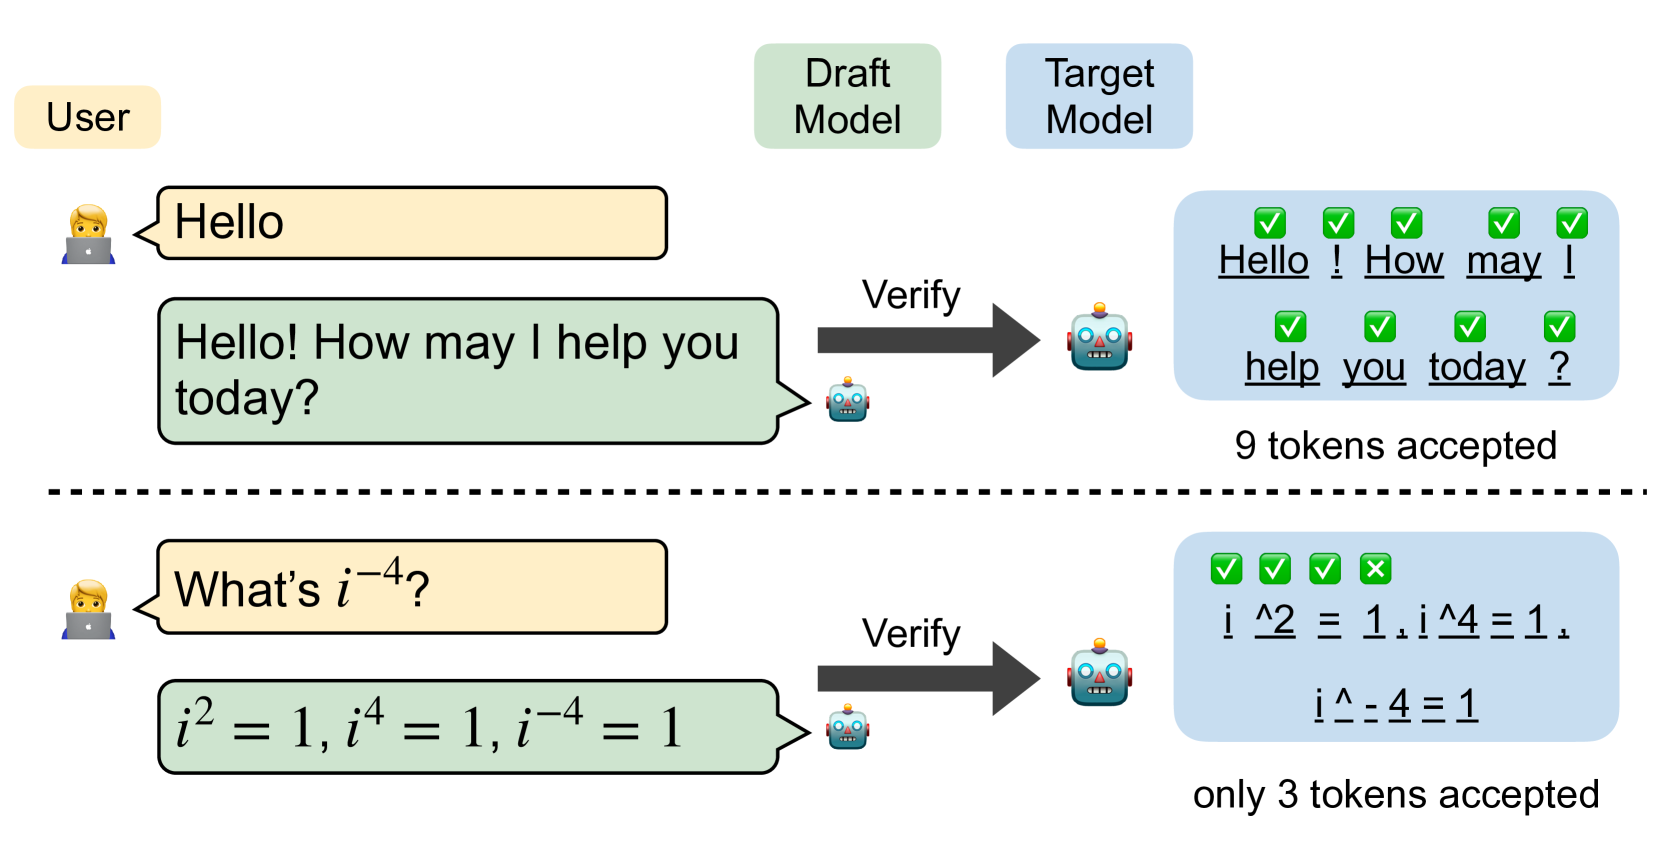 User
Draft
Model
Target
Model
Hello
Hello! How may I help you
today?
Verify
Hello ! How may I
help you today ?
9 tokens accepted
What's i⁻⁴?
i² = 1, i⁴ = 1, i⁻⁴ = 1
Verify
i ^2 = 1 , i ^4 = 1 ,
i ^ - 4 = 1
only 3 tokens accepted